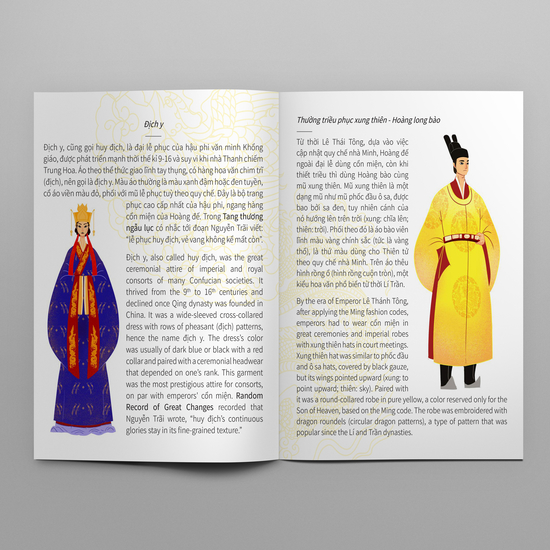 Địch y
Địch y, cũng gọi huy địch, là đại lễ phục của hậu phi văn minh Khổng
giáo, được phát triển mạnh thời thế kỉ 9-16 và suy vi khi nhà Thanh chiếm
Trung Hoa. Áo theo thể thức giao lĩnh tay thụng, có hàng hoa văn chim trĩ
(địch), nên gọi là địch y. Màu áo thường là màu xanh đậm hoặc đen tuyền,
cổ áo viền màu đỏ, phối với mũ lễ phục tuỳ theo quy chế. Đây là bộ trang
phục cao cấp nhất của hậu phi, ngang hàng
cổn miện của Hoàng đế. Trong Tang thương
ngẫu lục có nhắc tới đoạn Nguyễn Trãi viết:
“lễ phục huy địch, vẻ vang không kể mát còn”.
Địch y, also called huy địch, was the great
ceremonial attire of imperial and royal
consorts of many Confucian societies. It
thrived from the 9th to 16th centuries and
declined once Qing dynasty was founded in
China. It was a wide-sleeved cross-collared
dress with rows of pheasant (địch) patterns,
hence the name địch y. The dress's color
was usually of dark blue or black with a red
collar and paired with a ceremonial headwear
that depended on one's rank. This garment
was the most prestigious attire for consorts,
on par with emperors' cổn miện. Random
Record of Great Changes recorded that
Nguyễn Trãi wrote, “huy địch's continuous
glories stay in its fine-grained texture.”
Thường triều phục xung thiên - Hoàng long bào
Từ thời Lê Thái Tông, dựa vào việc
cập nhật quy chế nhà Minh, Hoàng đế
ngoài đại lễ dùng cổn miện, còn khi
thiết triều thì dùng Hoàng bào cùng
mũ xung thiên. Mũ xung thiên là một
dạng mũ như mũ phốc đầu ô sa, được
bao bởi sa đen, tuy nhiên cánh của
nó hướng lên trên trời (xung: chĩa lên;
thiên: trời). Phối theo đó là áo bào viên
lĩnh màu vàng chính sắc (tức là vàng
thổ), là thứ màu dùng cho Thiên tử
theo quy chế nhà Minh. Trên áo thêu
hình rồng ổ (hình rồng cuộn tròn), một
kiểu hoa văn phổ biến từ thời Lí Trần.
By the era of Emperor Lê Thánh Tông,
after applying the Ming fashion codes,
emperors had to wear cổn miện in
great ceremonies and imperial robes
with xung thiên hats in court meetings.
Xung thiên hat was similar to phốc đầu
and ô sa hats, covered by black gauze,
but its wings pointed upward (xung: to
point upward; thiên: sky). Paired with
it was a round-collared robe in pure yellow, a color reserved only for the
Son of Heaven, based on the Ming code. The robe was embroidered with
dragon roundels (circular dragon patterns), a type of pattern that was
popular since the Lí and Trần dynasties.